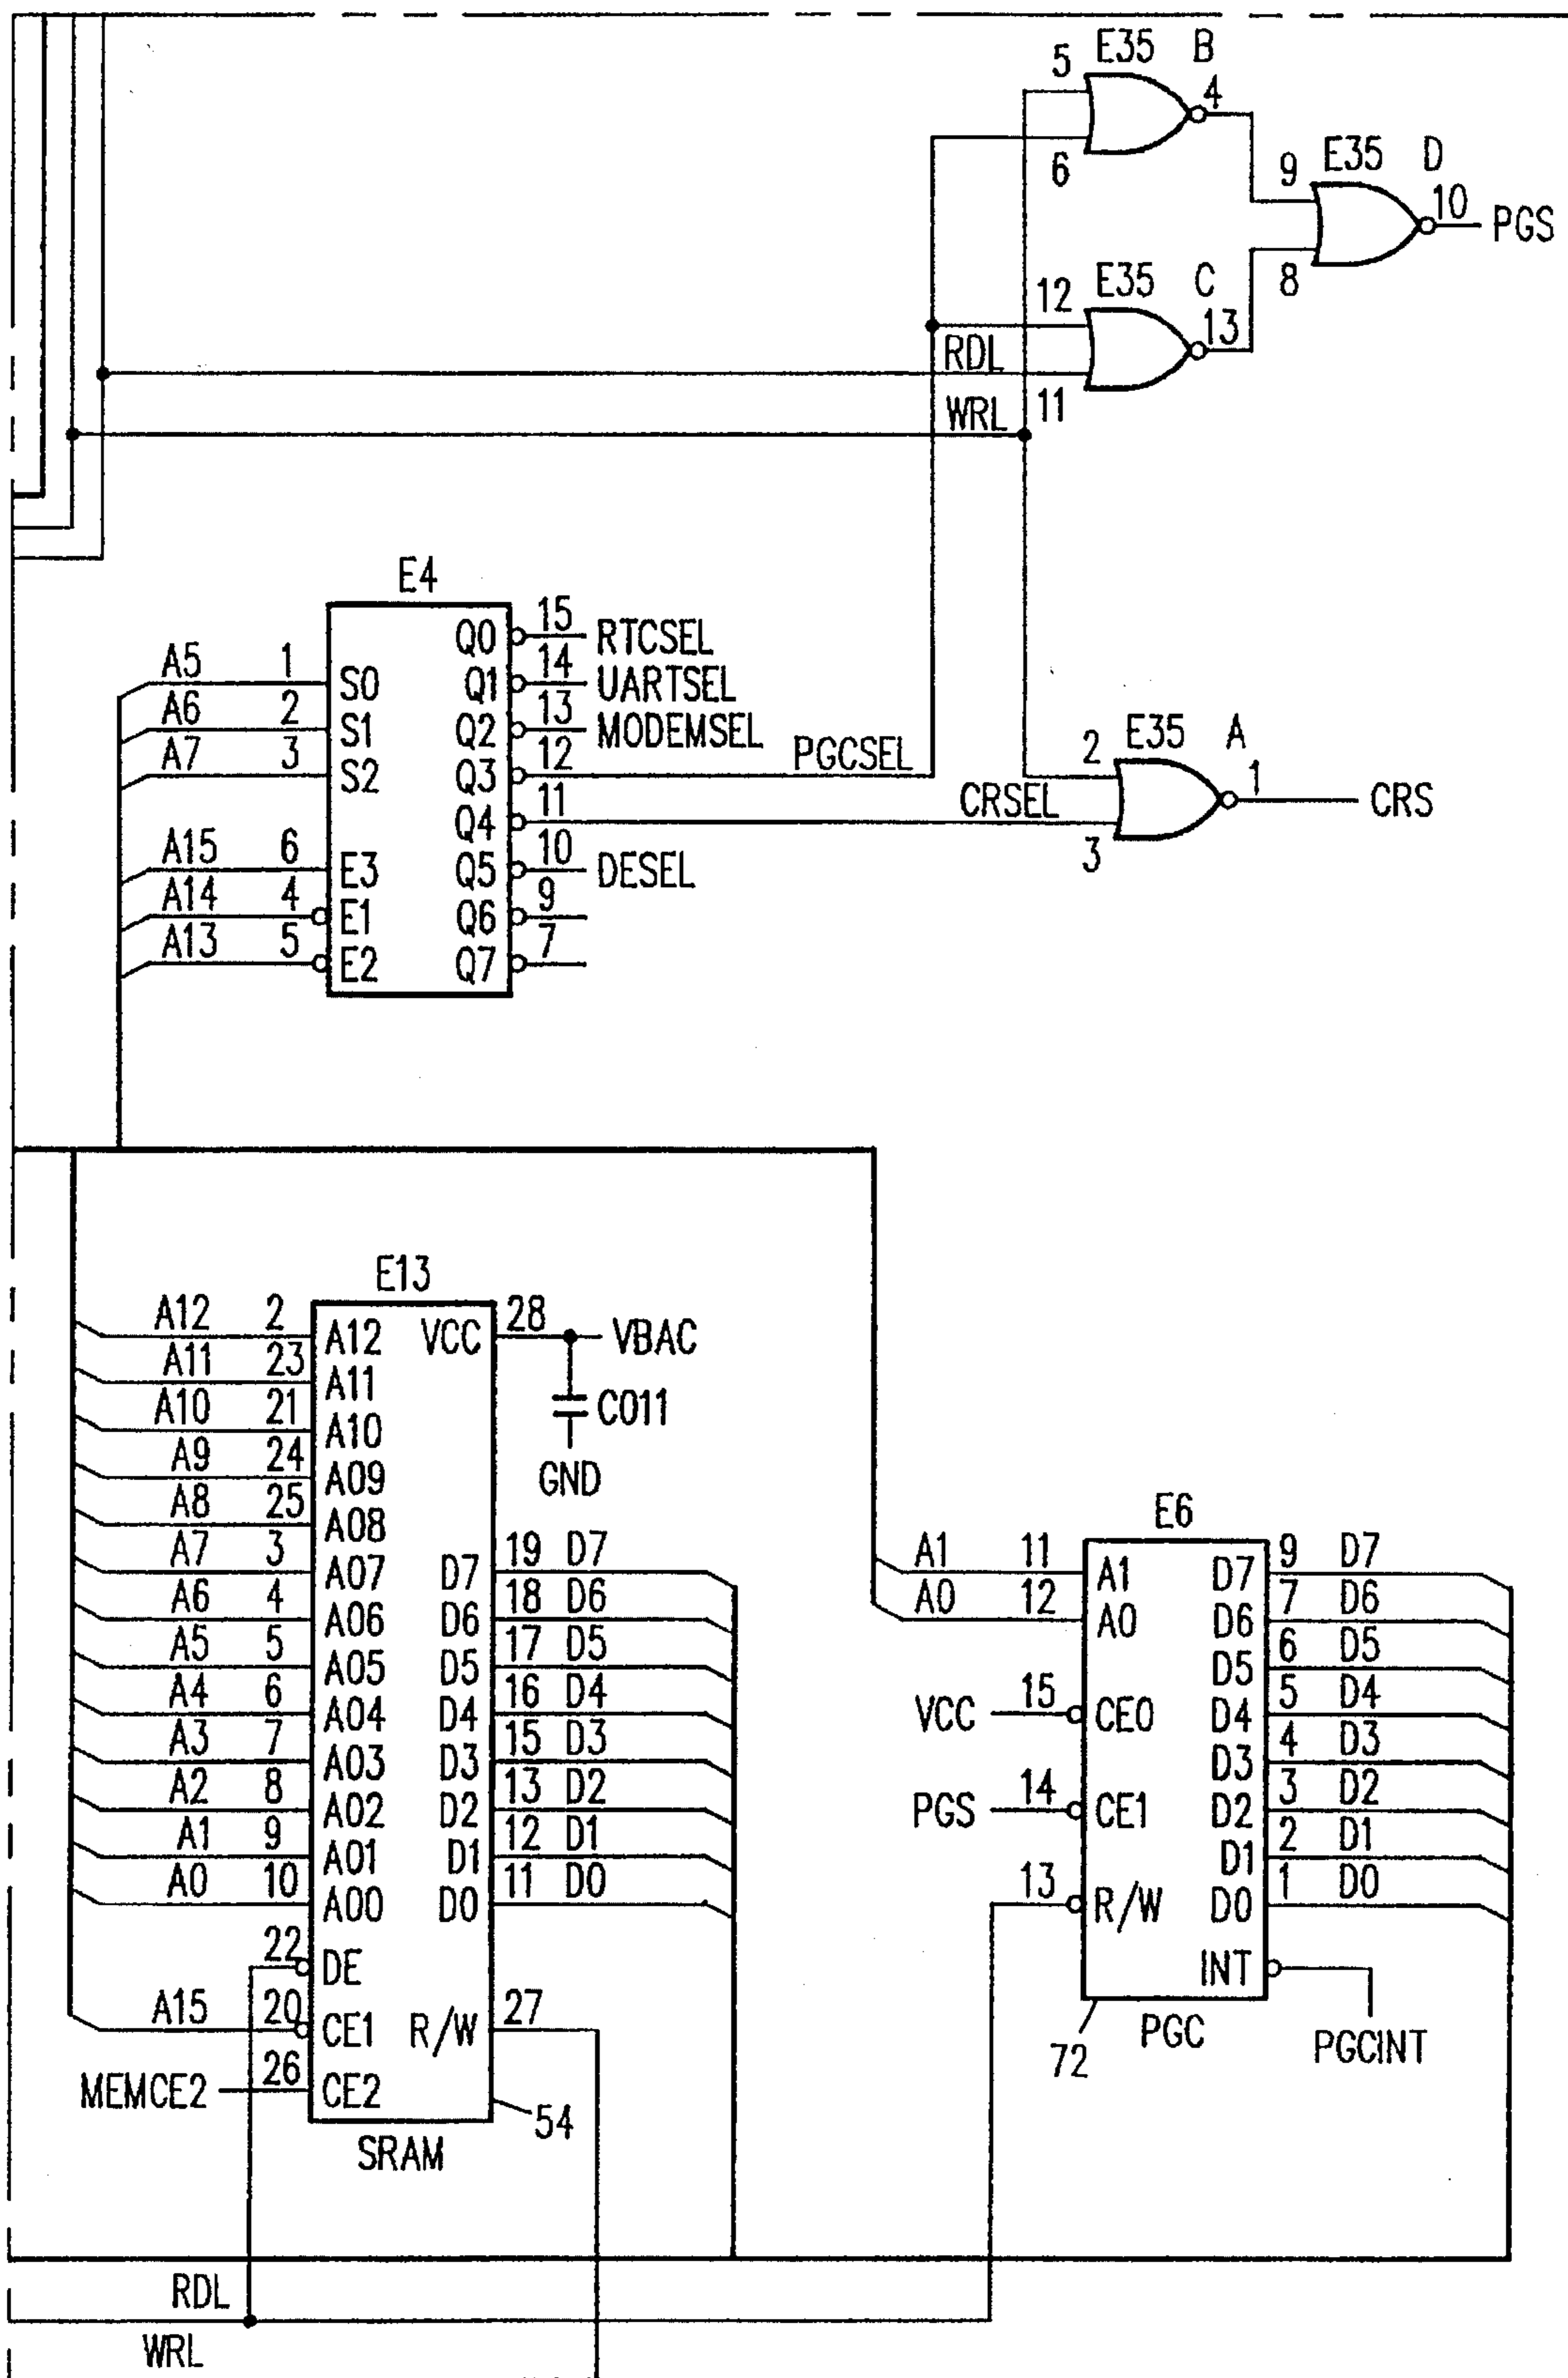 E35 B
5
4
6
E35 D
9
10
PGS
8
E35 C
12
13
RDL
11
WRL
E4
Q0 15 RTCSEL
A5 1 S0 Q1 14 UARTSEL
A6 2 S1 Q2 13 MODEMSEL
A7 3 S2 Q3 12 PGCSEL
Q4 11 CRSEL
E35 A
2
1
CRS
3
A15 6 E3 Q5 10 DESEL
A14 4 E1 Q6 9
A13 5 E2 Q7 7
E13
A12 2 A12 VCC 28 VBAC
A11 23 A11
A10 21 A10 C011
A9 24 A09 GND
A8 25 A08
A7 3 A07 D7 19 D7
A6 4 A06 D6 18 D6
A5 5 A05 D5 17 D5
A4 6 A04 D4 16 D4
A3 7 A03 D3 15 D3
A2 8 A02 D2 13 D2
A1 9 A01 D1 12 D1
A0 10 A00 D0 11 D0
22 DE
A15 20 CE1 R/W 27
MEMCE2 26 CE2
54
SRAM
E6
A1 11 A1 D7 9 D7
A0 12 A0 D6 7 D6
D5 6 D5
VCC 15 CE0 D4 5 D4
D3 4 D3
PGS 14 CE1 D2 3 D2
D1 2 D1
13 R/W D0 1 D0
INT
72
PGC
PGCINT
RDL
WRL